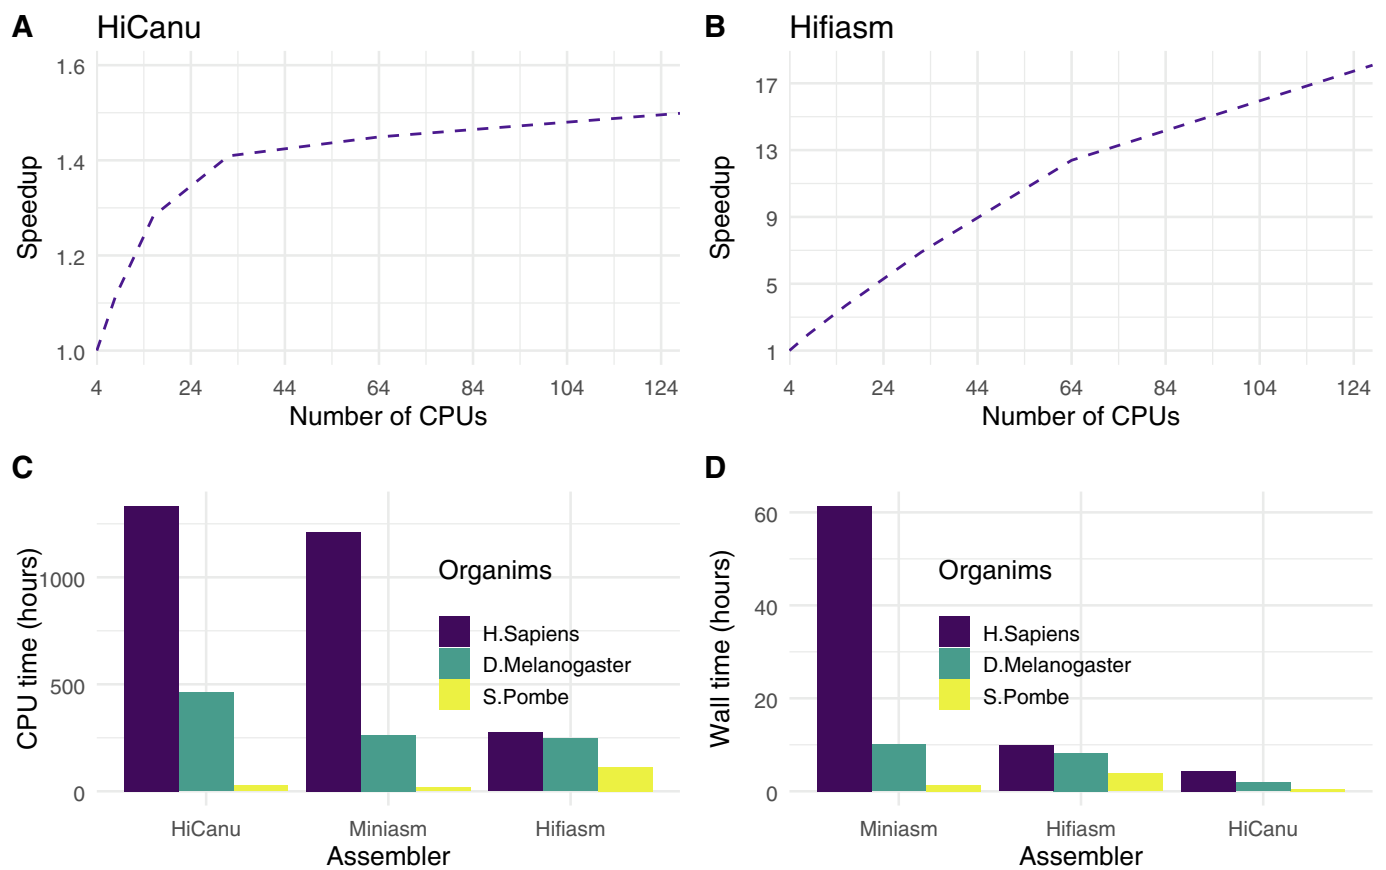 A HiCanu
1.6
1.4
1.2
1.0
Speedup
4 24 44 64 84 104 124
Number of CPUs
B Hifiasm
17
13
9
5
1
Speedup
4 24 44 64 84 104 124
Number of CPUs
C
1000
500
0
CPU time (hours)
Organims
H.Sapiens
D.Melanogaster
S.Pombe
HiCanu Miniasm Hifiasm
Assembler
D
60
40
20
0
Wall time (hours)
Organims
H.Sapiens
D.Melanogaster
S.Pombe
Miniasm Hifiasm HiCanu
Assembler